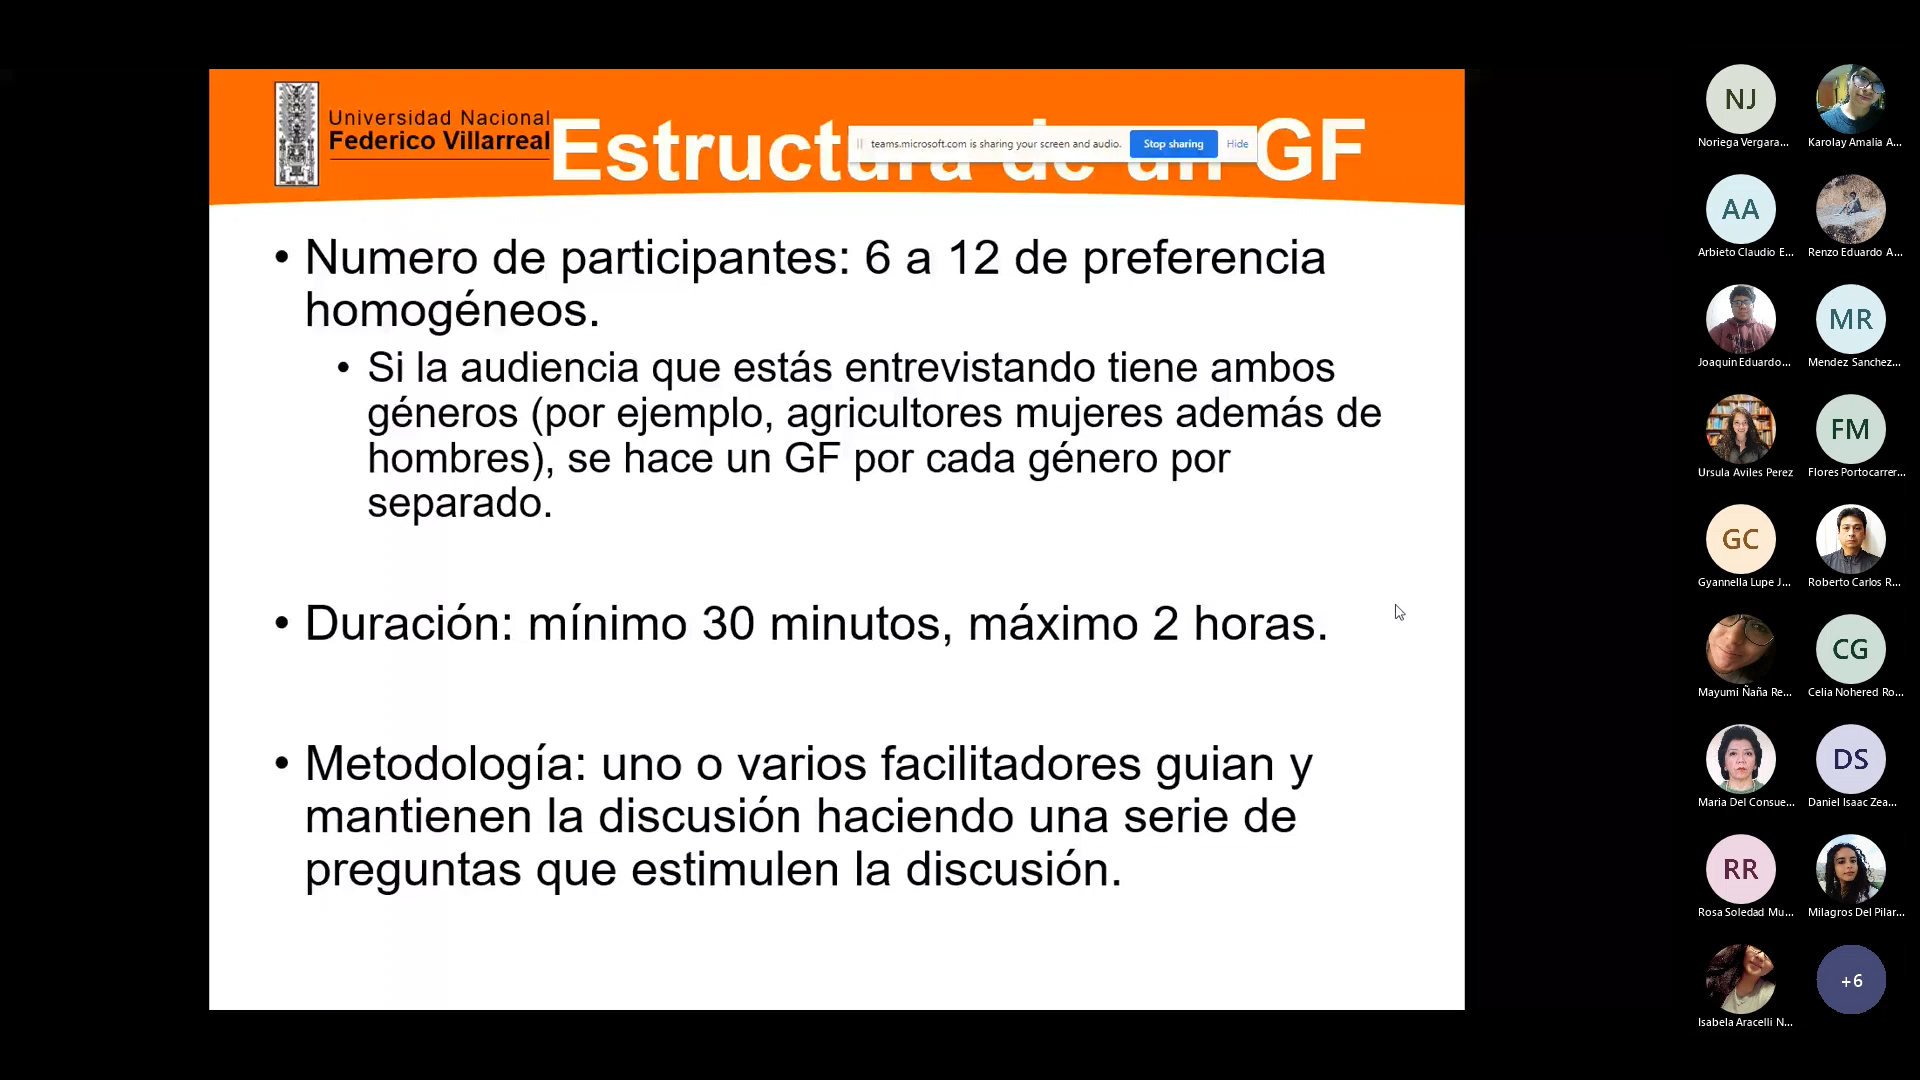 Universidad Nacional
Federico Villarreal
Estructura de un GF
teams.microsoft.com is sharing your screen and audio. Stop sharing Hide
• Numero de participantes: 6 a 12 de preferencia
homogéneos.
• Si la audiencia que estás entrevistando tiene ambos
géneros (por ejemplo, agricultores mujeres además de
hombres), se hace un GF por cada género por
separado.
• Duración: mínimo 30 minutos, máximo 2 horas.
• Metodología: uno o varios facilitadores guian y
mantienen la discusión haciendo una serie de
preguntas que estimulen la discusión.
NJ
Noriega Vergara...
Karolay Amalia A...
AA
Arbieto Claudio E...
Renzo Eduardo A...
Joaquin Eduardo...
MR
Mendez Sanchez...
Ursula Aviles Perez
FM
Flores Portocarrer...
GC
Gyannella Lupe J...
Roberto Carlos R...
Mayumi Ñaña Re...
CG
Celia Nohered Ro...
Maria Del Consue...
DS
Daniel Isaac Zea...
RR
Rosa Soledad Mu...
Milagros Del Pilar...
Isabela Aracelli N...
+6